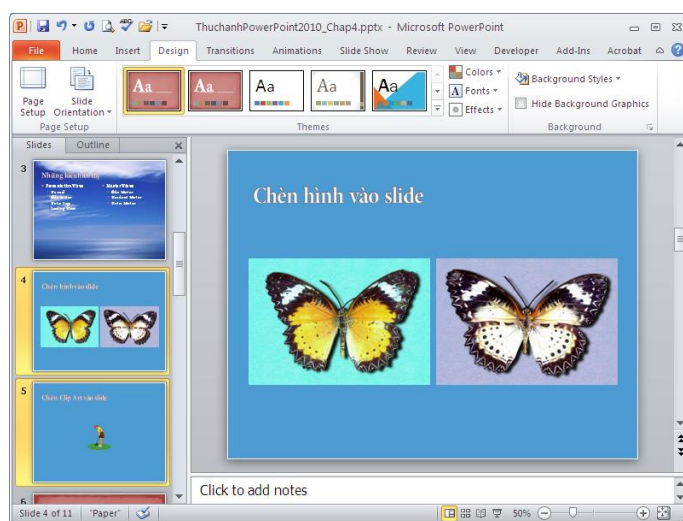 ThuchanhPowerPoint2010_Chap4.pptx - Microsoft PowerPoint
File Home Insert Design Transitions Animations Slide Show Review View Developer Add-Ins Acrobat
Page Setup
Slide Orientation
Page Setup
Aa Aa Aa Aa Aa
Themes
Colors
Fonts
Effects
Background Styles
Hide Background Graphics
Background
Slides Outline
3
4
Chèn hình vào slide
5
Chèn Clip Art vào slide
6
Chèn hình vào slide
Click to add notes
Slide 4 of 11 "Paper" 50%